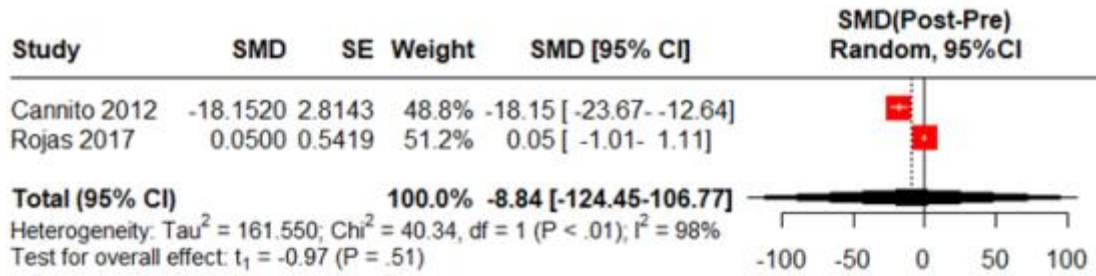 SMD(Post-Pre)
Study SMD SE Weight SMD [95% CI] Random, 95%CI
Cannito 2012 -18.1520 2.8143 48.8% -18.15 [ -23.67- -12.64]
Rojas 2017 0.0500 0.5419 51.2% 0.05 [ -1.01- 1.11]
Total (95% CI) 100.0% -8.84 [-124.45-106.77]
Heterogeneity: Tau² = 161.550; Chi² = 40.34, df = 1 (P < .01); I² = 98%
Test for overall effect: t₁ = -0.97 (P = .51)
-100 -50 0 50 100